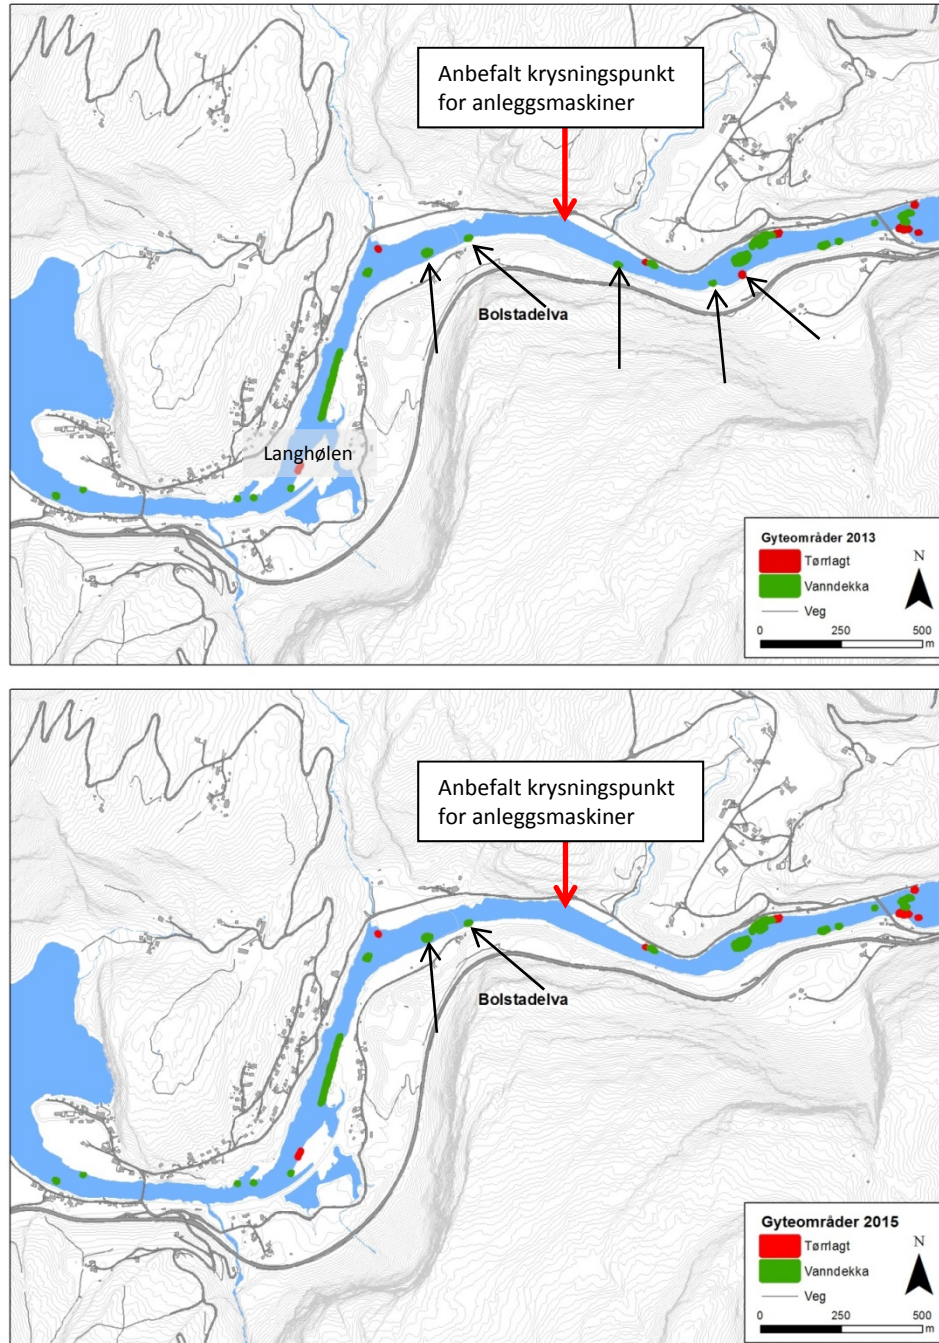 Anbefalt krysningspunkt
for anleggsmaskiner
Bolstadelva
Langhølen
Gyteområder 2013
Tørrlagt
Vanndekka
Veg
N
0 250 500
m
Anbefalt krysningspunkt
for anleggsmaskiner
Bolstadelva
Gyteområder 2015
Tørrlagt
Vanndekka
Veg
N
0 250 500
m